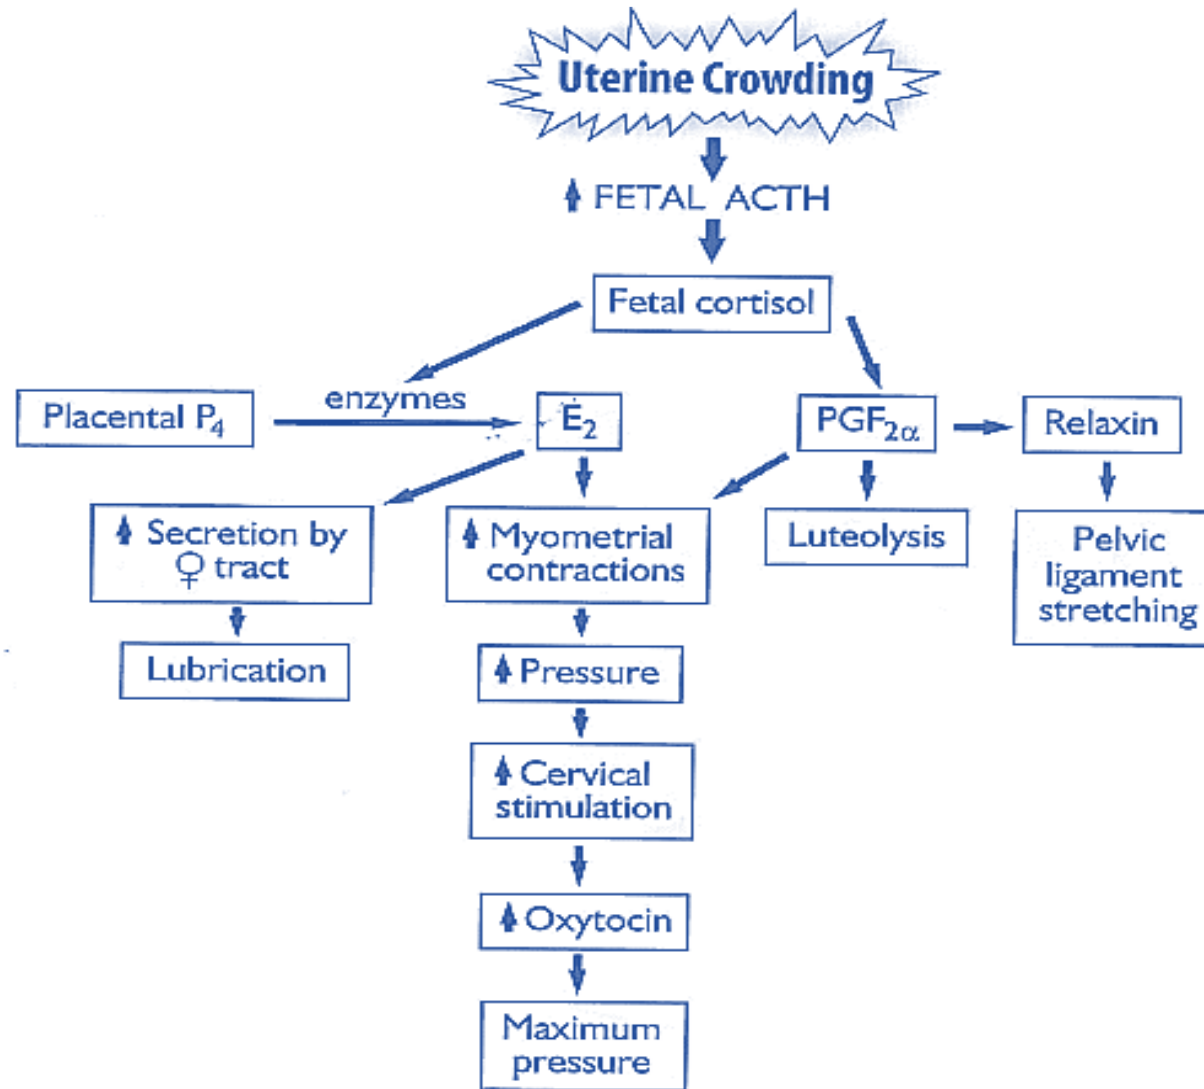 Uterine Crowding
FETAL ACTH
Fetal cortisol
enzymes
Placental P₄
E₂
PGF₂α
Relaxin
Secretion by
♀ tract
Myometrial
contractions
Luteolysis
Pelvic
ligament
stretching
Lubrication
Pressure
Cervical
stimulation
Oxytocin
Maximum
pressure